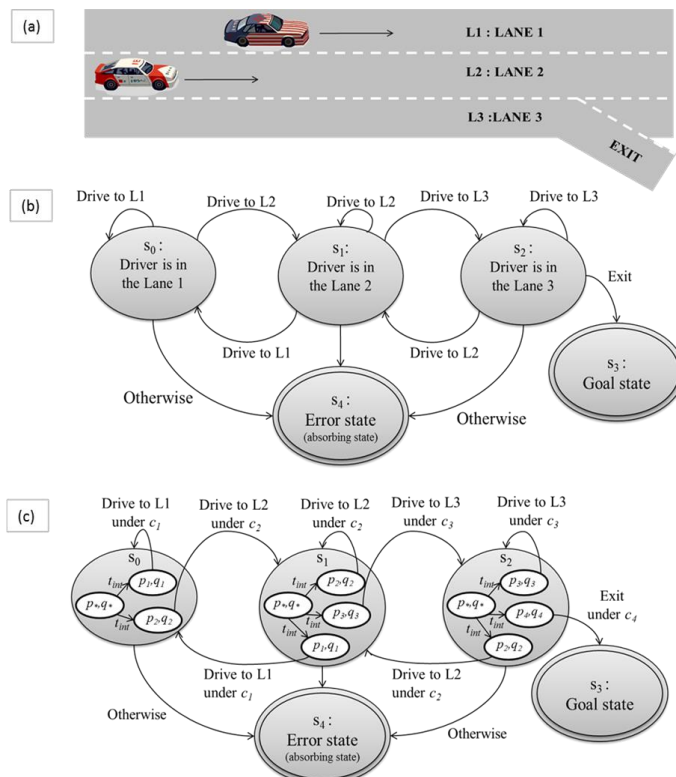 (a)
L1 : LANE 1
L2 : LANE 2
L3 :LANE 3
EXIT
(b)
Drive to L1
Drive to L2
Drive to L2
Drive to L3
Drive to L3
s0 :
Driver is in
the Lane 1
s1:
Driver is in
the Lane 2
s2:
Driver is in
the Lane 3
Exit
Drive to L1
Drive to L2
s3 :
Goal state
Otherwise
s4 :
Error state
(absorbing state)
Otherwise
(c)
Drive to L1
under c1
Drive to L2
under c2
Drive to L2
under c2
Drive to L3
under c3
Drive to L3
under c3
s0
tint
p1,q1
p*,q*
tint
p2,q2
s1
tint
p2,q2
p*,q*
tint
p3,q3
tint
p1,q1
s2
tint
p3,q3
p*,q*
tint
p4,q4
tint
p2,q2
Exit
under c4
Drive to L1
under c1
Drive to L2
under c2
s3 :
Goal state
Otherwise
s4 :
Error state
(absorbing state)
Otherwise